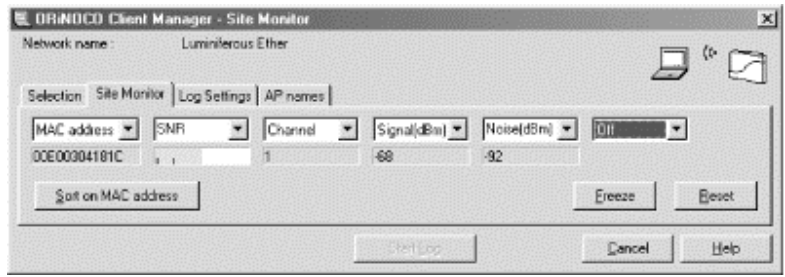 ORiNOCO Client Manager - Site Monitor
Network name : Luminiferous Ether
Selection Site Monitor Log Settings AP names
MAC address SNR Channel Signal(dBm) Noise(dBm) Off
00E00304181C 1 -68 -92
Sort on MAC address Freeze Reset
Start Log Cancel Help